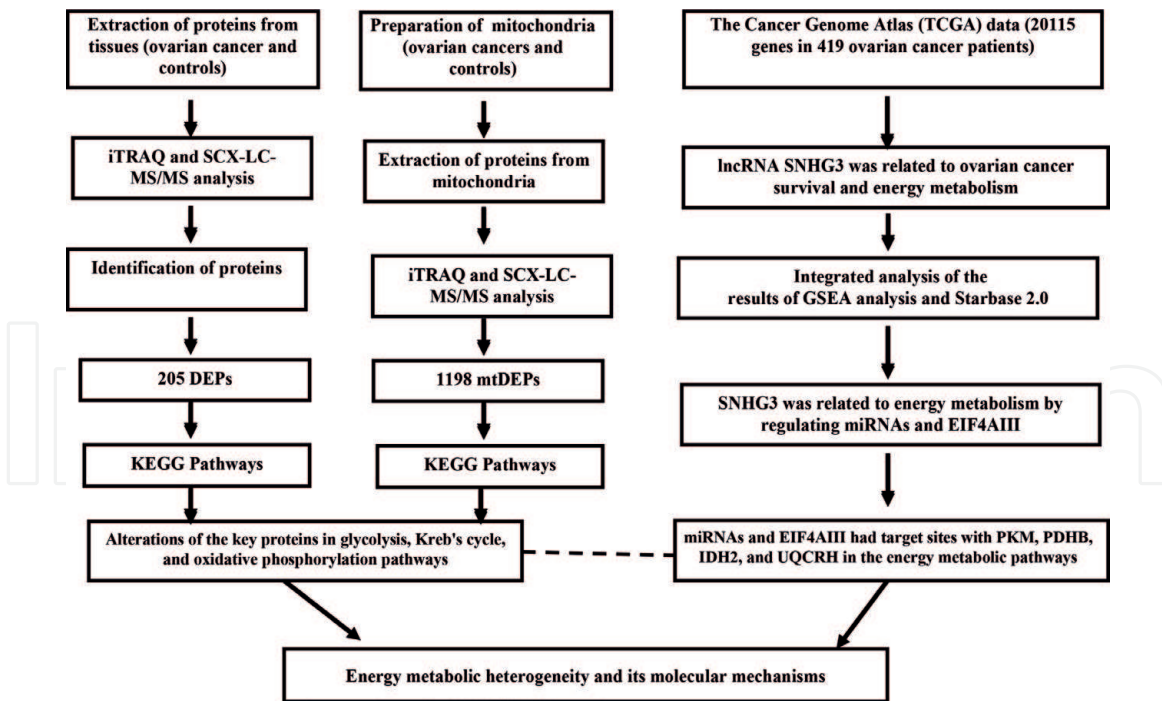 Extraction of proteins from
tissues (ovarian cancer and
controls)
iTRAQ and SCX-LC-
MS/MS analysis
Identification of proteins
205 DEPs
KEGG Pathways
Preparation of mitochondria
(ovarian cancers and
controls)
Extraction of proteins from
mitochondria
iTRAQ and SCX-LC-
MS/MS analysis
1198 mtDEPs
KEGG Pathways
Alterations of the key proteins in glycolysis, Kreb's cycle,
and oxidative phosphorylation pathways
The Cancer Genome Atlas (TCGA) data (20115
genes in 419 ovarian cancer patients)
lncRNA SNHG3 was related to ovarian cancer
survival and energy metabolism
Integrated analysis of the
results of GSEA analysis and Starbase 2.0
SNHG3 was related to energy metabolism by
regulating miRNAs and EIF4AIII
miRNAs and EIF4AIII had target sites with PKM, PDHB,
IDH2, and UQCRH in the energy metabolic pathways
Energy metabolic heterogeneity and its molecular mechanisms